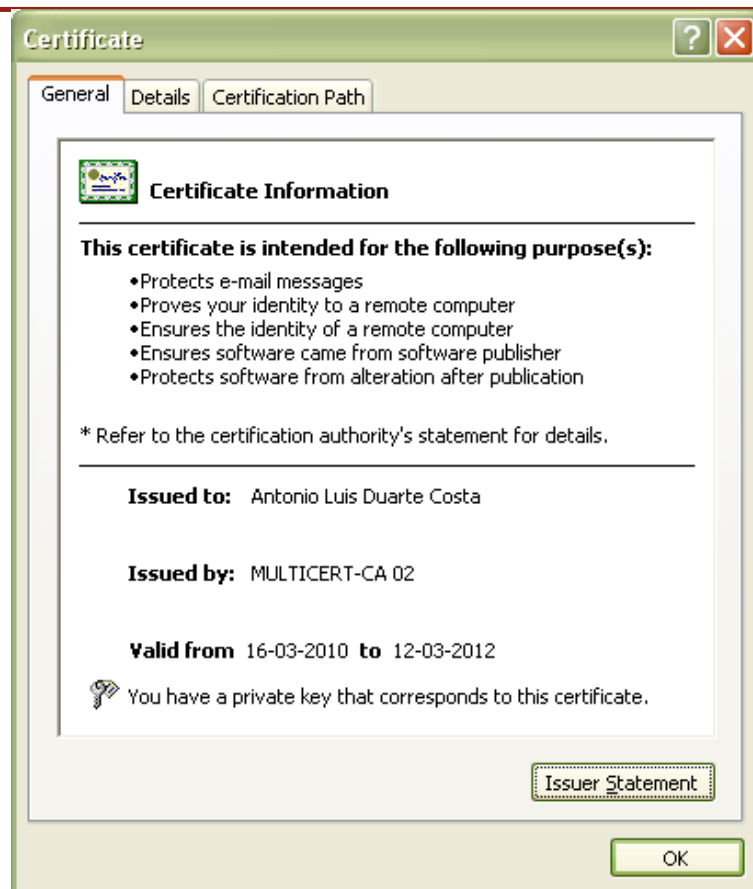 Certificate
General Details Certification Path
Certificate Information
This certificate is intended for the following purpose(s):
•Protects e-mail messages
•Proves your identity to a remote computer
•Ensures the identity of a remote computer
•Ensures software came from software publisher
•Protects software from alteration after publication
* Refer to the certification authority's statement for details.
Issued to: Antonio Luis Duarte Costa
Issued by: MULTICERT-CA 02
Valid from 16-03-2010 to 12-03-2012
You have a private key that corresponds to this certificate.
Issuer Statement
OK